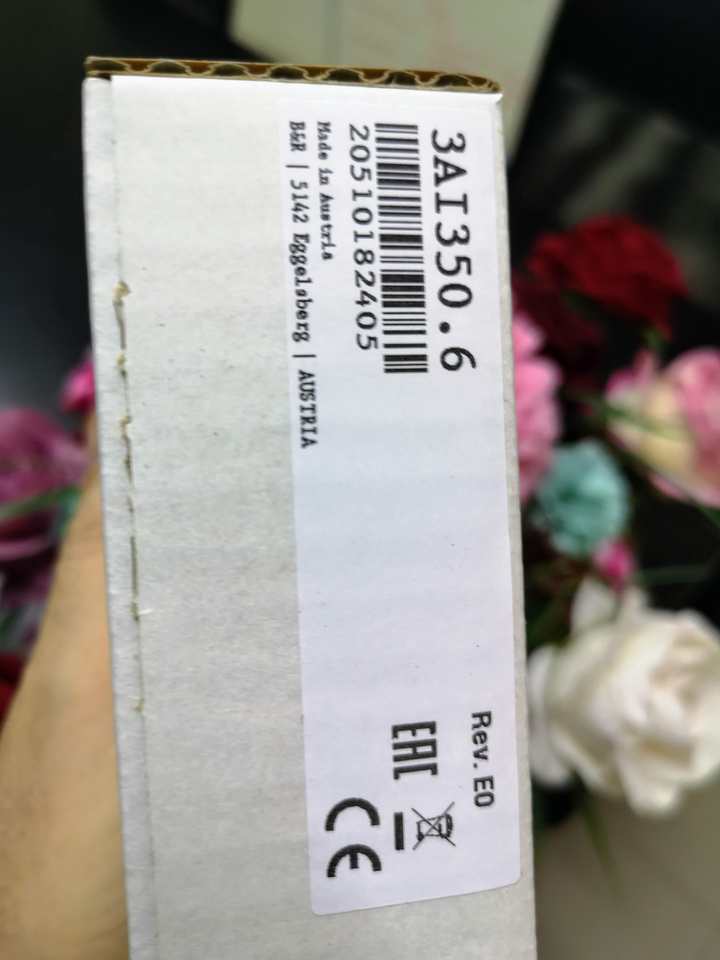 3AI350.6
20510182405
Made in Austria
B&R | 5142 Eggelsberg | AUSTRIA
Rev. E0
EAC
CE